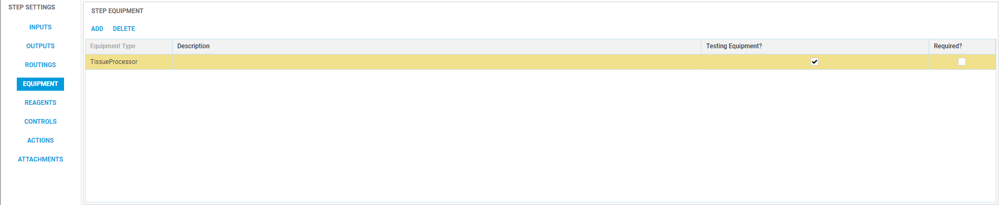 STEP SETTINGS
INPUTS
OUTPUTS
ROUTINGS
EQUIPMENT
REAGENTS
CONTROLS
ACTIONS
ATTACHMENTS
STEP EQUIPMENT
ADD DELETE
Equipment Type Description Testing Equipment? Required?
TissueProcessor